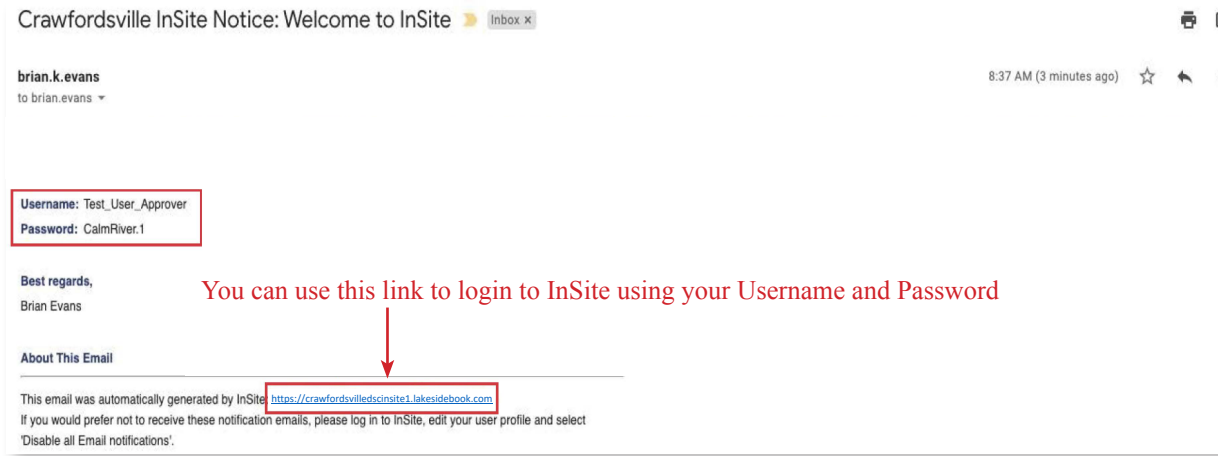 Crawfordsville InSite Notice: Welcome to InSite Inbox ×
brian.k.evans 8:37 AM (3 minutes ago)
to brian.evans
Username: Test_User_Approver
Password: CalmRiver.1
Best regards,
You can use this link to login to InSite using your Username and Password
Brian Evans
About This Email
This email was automatically generated by InSite https://crawfordsvilledscinsite1.lakesidebook.com
If you would prefer not to receive these notification emails, please log in to InSite, edit your user profile and select
'Disable all Email notifications'.